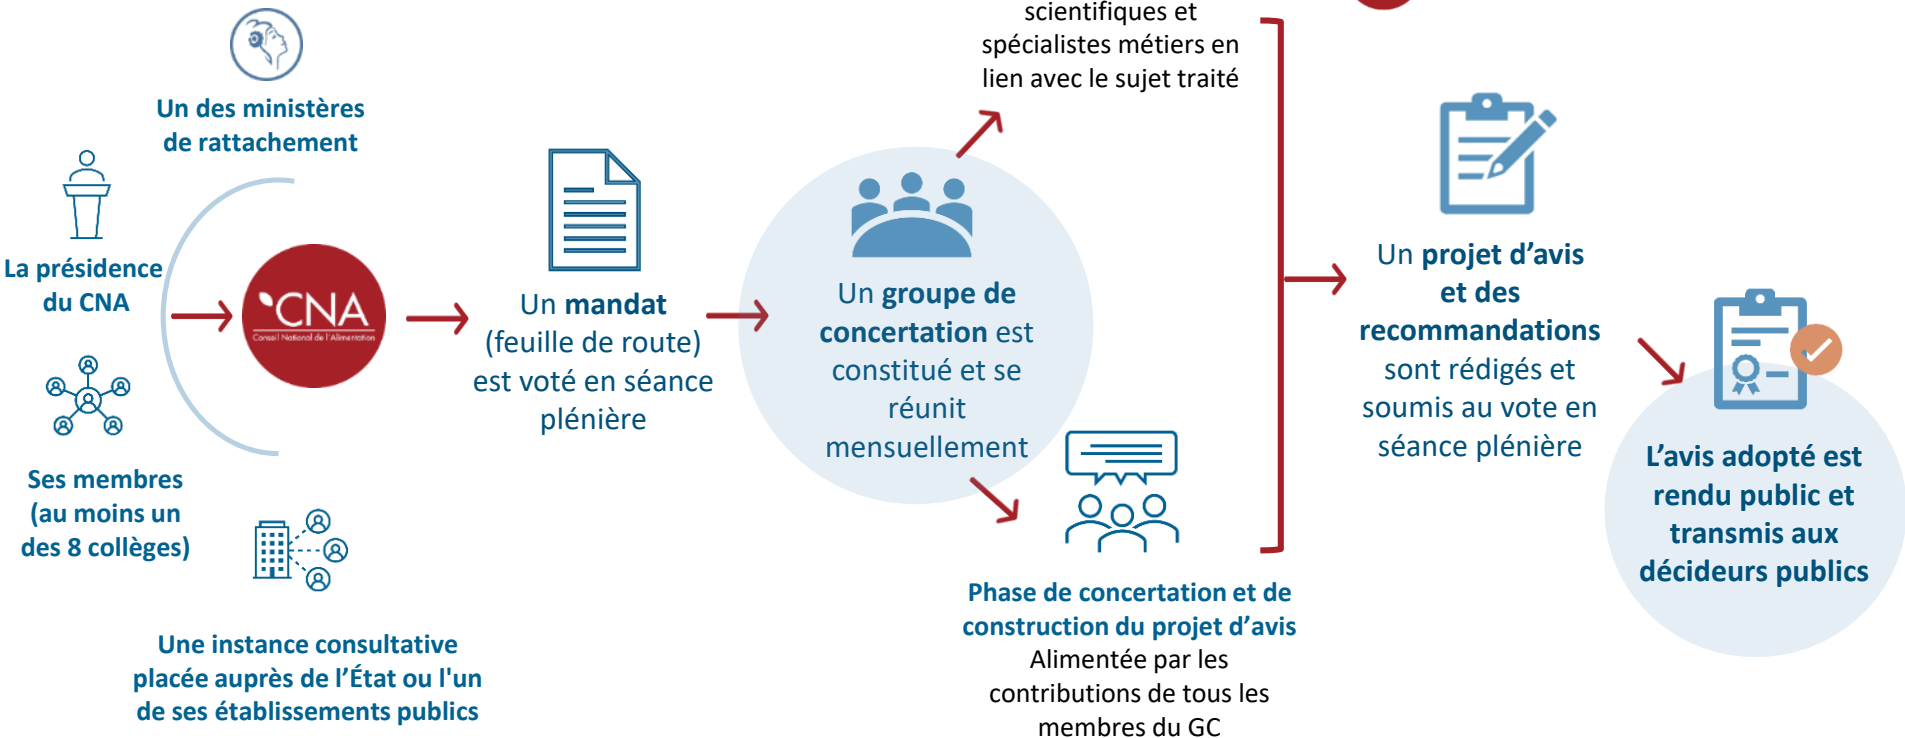 Un des ministères
de rattachement
La présidence
du CNA
Ses membres
(au moins un
des 8 collèges)
Une instance consultative
placée auprès de l’État ou l'un
de ses établissements publics
CNA
Conseil National de l'Alimentation
Un mandat
(feuille de route)
est voté en séance
plénière
Un groupe de
concertation est
constitué et se
réunit
mensuellement
scientifiques et
spécialistes métiers en
lien avec le sujet traité
Phase de concertation et de
construction du projet d’avis
Alimentée par les
contributions de tous les
membres du GC
Un projet d’avis
et des
recommandations
sont rédigés et
soumis au vote en
séance plénière
L’avis adopté est
rendu public et
transmis aux
décideurs publics